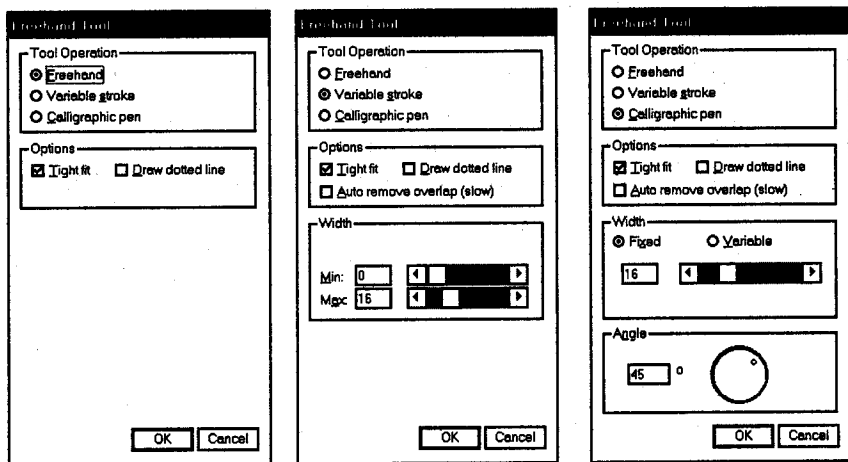 Freehand Tool
Tool Operation
Freehand
Variable stroke
Calligraphic pen
Options
Tight fit Draw dotted line
OK Cancel
Freehand Tool
Tool Operation
Freehand
Variable stroke
Calligraphic pen
Options
Tight fit Draw dotted line
Auto remove overlap (slow)
Width
Min: 0
Max: 16
OK Cancel
Freehand Tool
Tool Operation
Freehand
Variable stroke
Calligraphic pen
Options
Tight fit Draw dotted line
Auto remove overlap (slow)
Width
Fixed Variable
16
Angle
45 °
OK Cancel